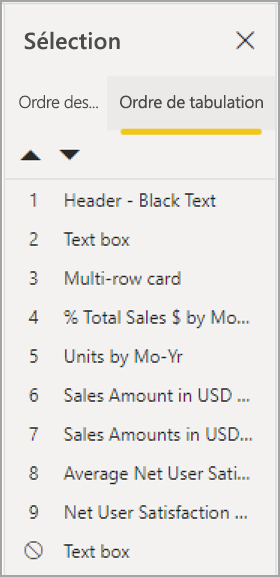 Sélection
Ordre des... Ordre de tabulation
1 Header - Black Text
2 Text box
3 Multi-row card
4 % Total Sales $ by Mo...
5 Units by Mo-Yr
6 Sales Amount in USD ...
7 Sales Amounts in USD...
8 Average Net User Sati...
9 Net User Satisfaction ...
Text box